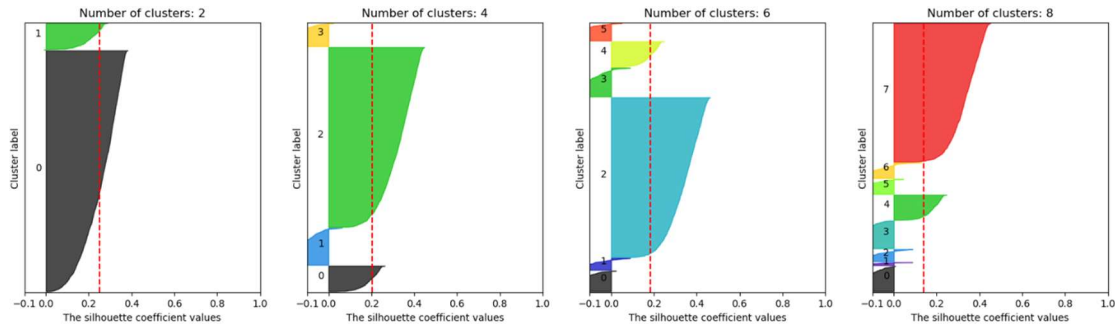 Number of clusters: 2
Cluster label
1
0
−0.1 0.0 0.2 0.4 0.6 0.8 1.0
The silhouette coefficient values
Number of clusters: 4
Cluster label
3
2
1
0
−0.1 0.0 0.2 0.4 0.6 0.8 1.0
The silhouette coefficient values
Number of clusters: 6
Cluster label
5
4
3
2
1
0
−0.1 0.0 0.2 0.4 0.6 0.8 1.0
The silhouette coefficient values
Number of clusters: 8
Cluster label
7
6
5
4
3
2
1
0
−0.1 0.0 0.2 0.4 0.6 0.8 1.0
The silhouette coefficient values